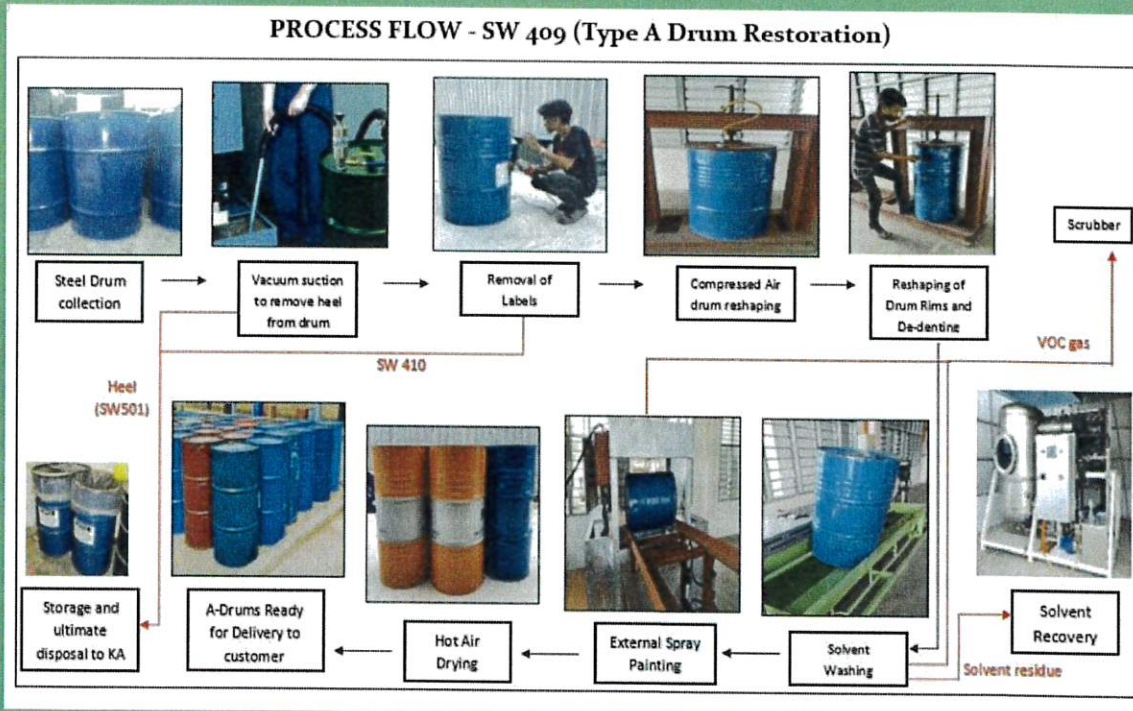 PROCESS FLOW - SW 409 (Type A Drum Restoration)
Steel Drum
collection
Vacuum suction
to remove heel
from drum
Removal of
Labels
Compressed Air
drum reshaping
Reshaping of
Drum Rims and
De-denting
Scrubber
VOC gas
SW 410
Heel
(SW501)
Storage and
ultimate
disposal to KA
A-Drums Ready
for Delivery to
customer
Hot Air
Drying
External Spray
Painting
Solvent
Washing
Solvent
Recovery
Solvent residue